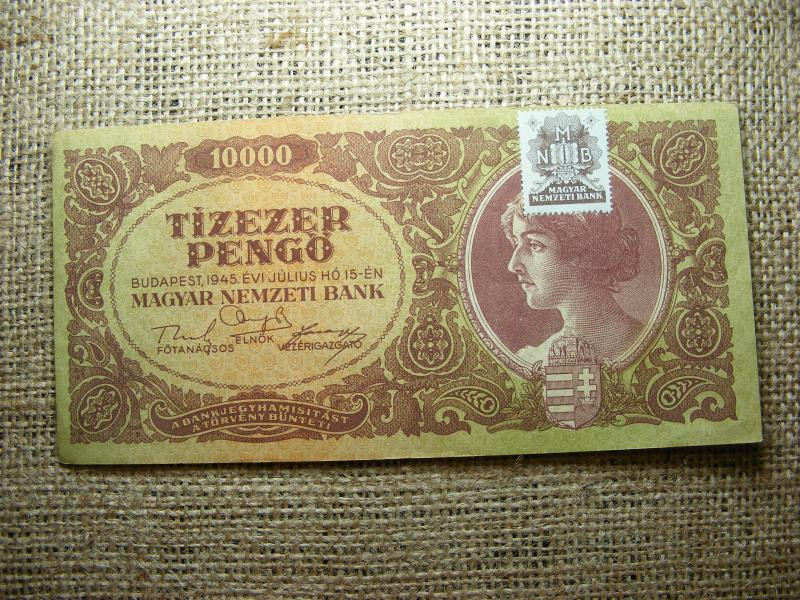 10000
TÍZEZER
PENGŐ
BUDAPEST, 1945. ÉVI JÚLIUS HÓ 15-ÉN
MAGYAR NEMZETI BANK
FŐTANÁCSOS
ELNÖK
VEZÉRIGAZGATÓ
A BANKJEGYHAMISÍTÁST
A TÖRVÉNY BÜNTETI
M
N B
MAGYAR
NEMZETI BANK